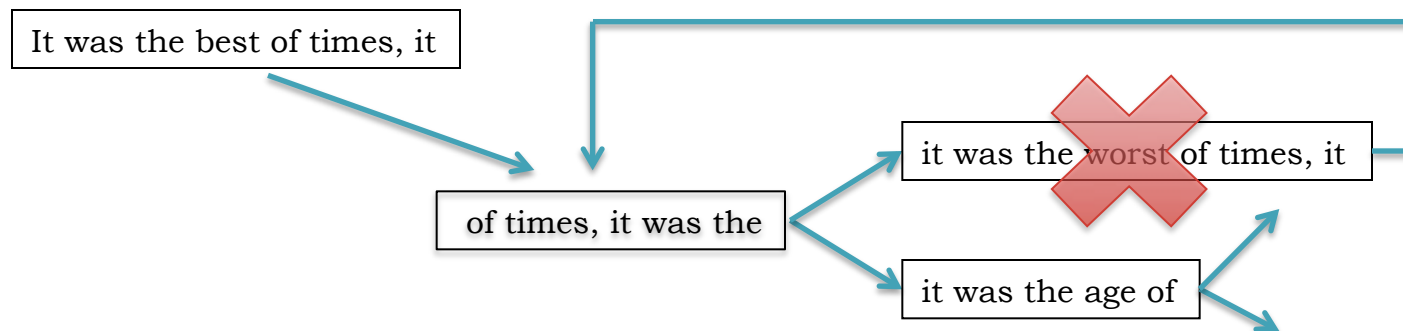 It was the best of times, it
it was the worst of times, it
of times, it was the
it was the age of